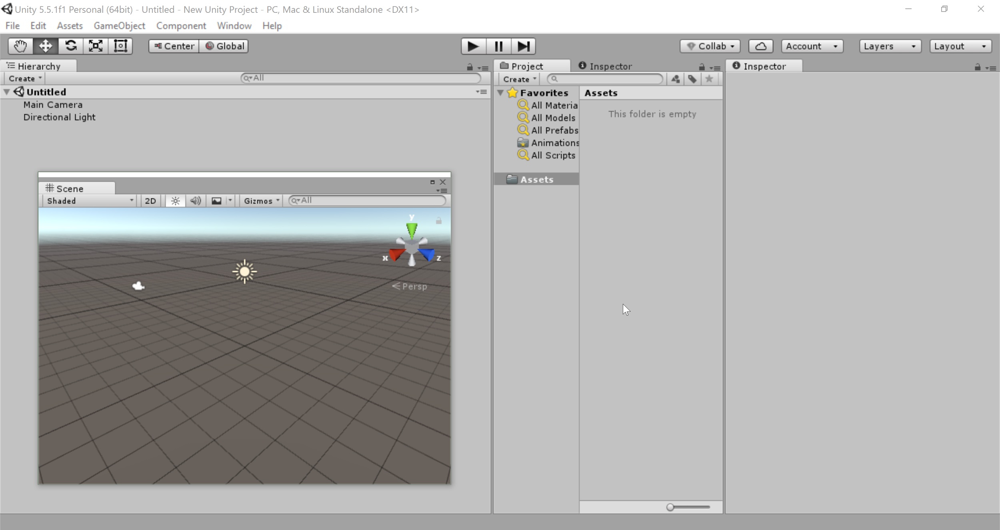 Unity 5.5.1f1 Personal (64bit) - Untitled - New Unity Project - PC, Mac & Linux Standalone <DX11>
File Edit Assets GameObject Component Window Help
Center Global Collab Account Layers Layout
Hierarchy
Create All
Untitled
Main Camera
Directional Light
Scene
Shaded 2D Gizmos All
y
x z
Persp
Project Inspector
Create
Favorites
All Materia
All Models
All Prefabs
Animations
All Scripts
Assets
Assets
This folder is empty
Inspector